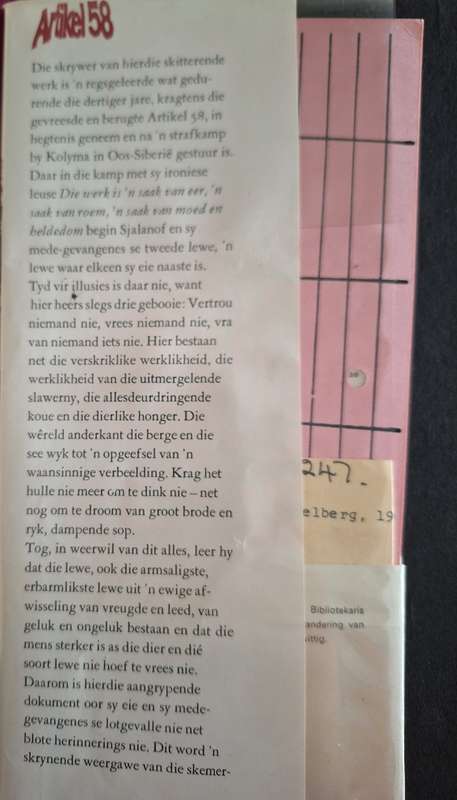 Artikel 58
Die skrywer van hierdie skitterende
werk is 'n regsgeleerde wat gedu-
rende die dertiger jare, kragtens die
gevreesde en berugte Artikel 58, in
hegtenis geneem en na 'n strafkamp
by Kolyma in Oos-Siberië gestuur is.
Daar in die kamp met sy ironiese
leuse Die werk is 'n saak van eer, 'n
saak van roem, 'n saak van moed en
heldedom begin Sjalanof en sy
mede-gevangenes se tweede lewe, 'n
lewe waar elkeen sy eie naaste is.
Tyd vir illusies is daar nie, want
hier heers slegs drie gebooie: Vertrou
niemand nie, vrees niemand nie, vra
van niemand iets nie. Hier bestaan
net die verskriklike werklikheid, die
werklikheid van die uitmergelende
slawerny, die allesdeurdringende
koue en die dierlike honger. Die
wêreld anderkant die berge en die
see wyk tot 'n opgeefsel van 'n
waansinnige verbeelding. Krag het
hulle nie meer om te dink nie – net
nog om te droom van groot brode en
ryk, dampende sop.
Tog, in weerwil van dit alles, leer hy
dat die lewe, ook die armsaligste,
erbarmlikste lewe uit 'n ewige af-
wisseling van vreugde en leed, van
geluk en ongeluk bestaan en dat die
mens sterker is as die dier en dié
soort lewe nie hoef te vrees nie.
Daarom is hierdie aangrypende
dokument oor sy eie en sy mede-
gevangenes se lotgevalle nie net
blote herinnerings nie. Dit word 'n
skrynende weergawe van die skemer-
247.
elberg, 19
Bibliotekaris
andering van
ittig.